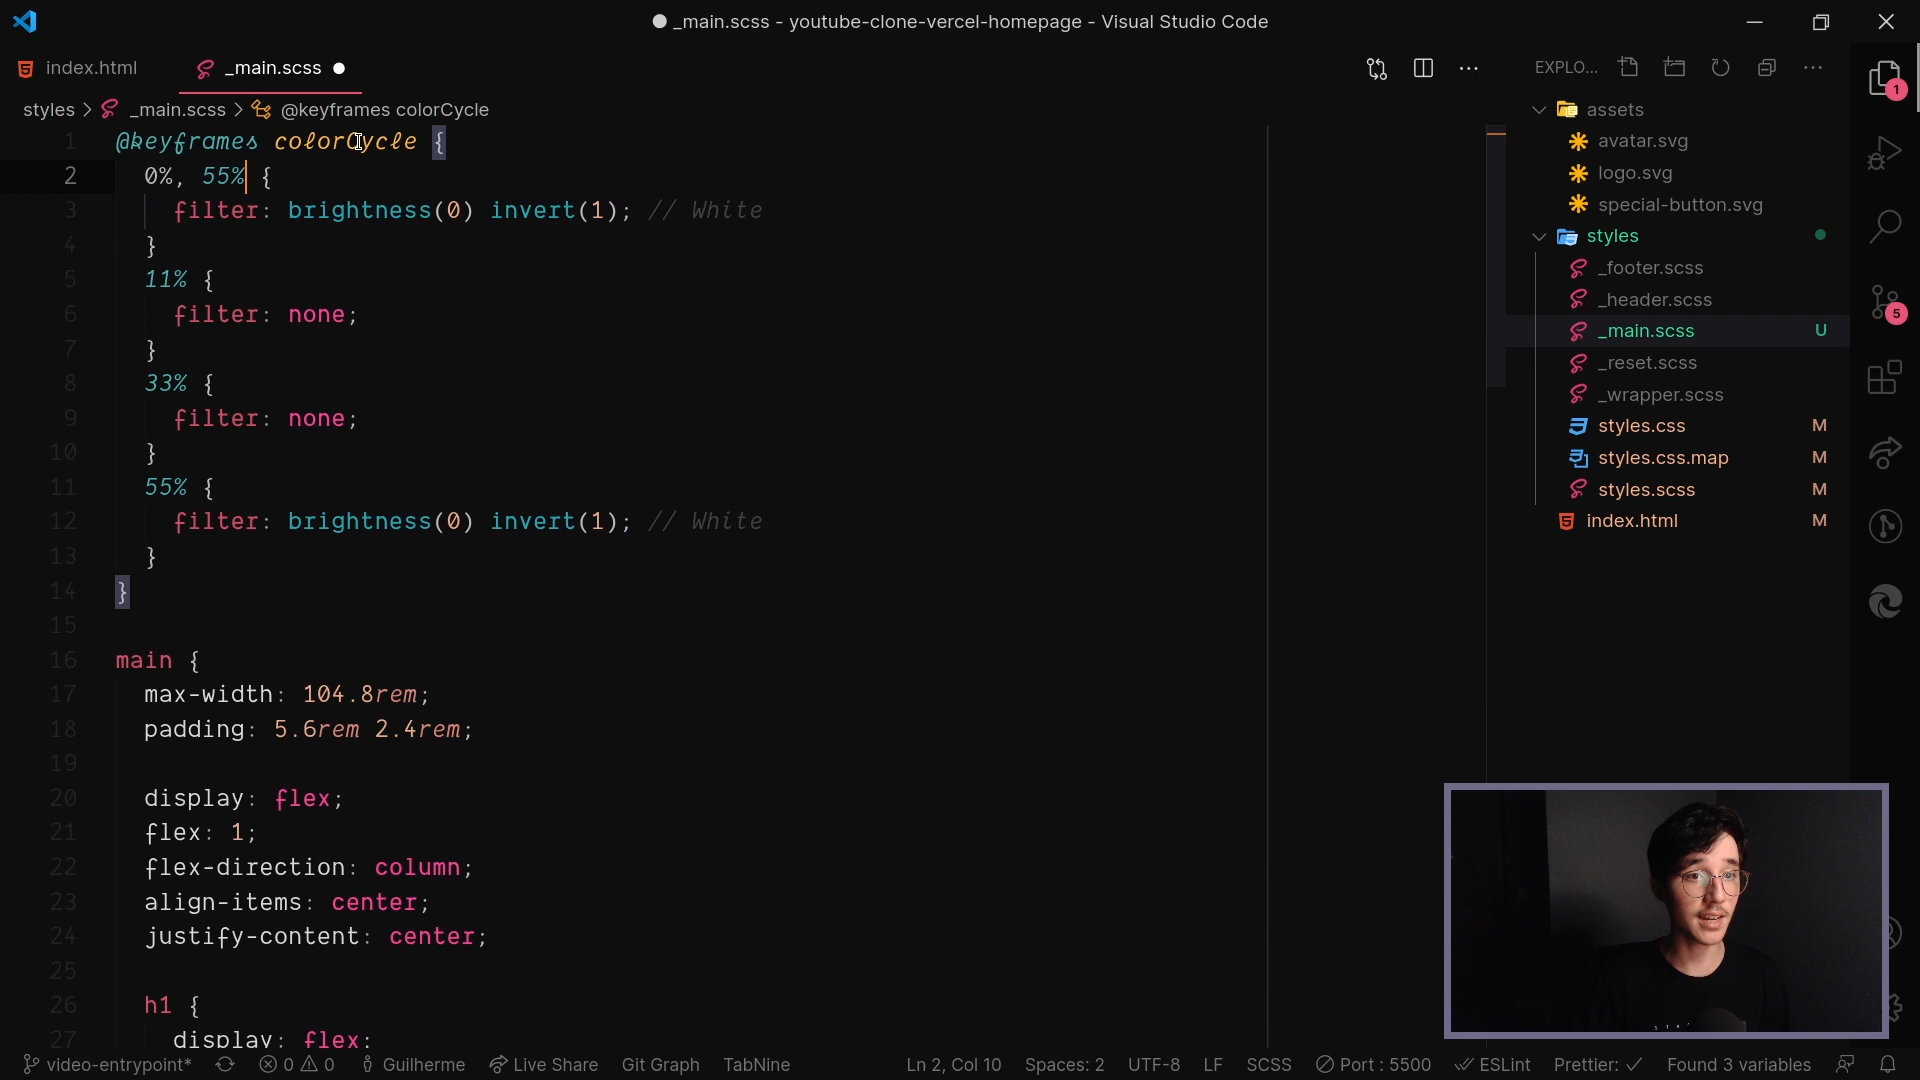 _main.scss - youtube-clone-vercel-homepage - Visual Studio Code
index.html
_main.scss
EXPLO...
styles > _main.scss > @keyframes colorCycle
1 @keyframes colorCycle {
2 0%, 55% {
3 filter: brightness(0) invert(1); // White
4 }
5 11% {
6 filter: none;
7 }
8 33% {
9 filter: none;
10 }
11 55% {
12 filter: brightness(0) invert(1); // White
13 }
14 }
15
16 main {
17 max-width: 104.8rem;
18 padding: 5.6rem 2.4rem;
19
20 display: flex;
21 flex: 1;
22 flex-direction: column;
23 align-items: center;
24 justify-content: center;
25
26 h1 {
27 display: flex;
assets
avatar.svg
logo.svg
special-button.svg
styles
_footer.scss
_header.scss
_main.scss U
_reset.scss
_wrapper.scss
styles.css M
styles.css.map M
styles.scss M
index.html M
1
5
video-entrypoint* 0 0 Guilherme Live Share Git Graph TabNine Ln 2, Col 10 Spaces: 2 UTF-8 LF SCSS Port : 5500 ESLint Prettier: ✓ Found 3 variables